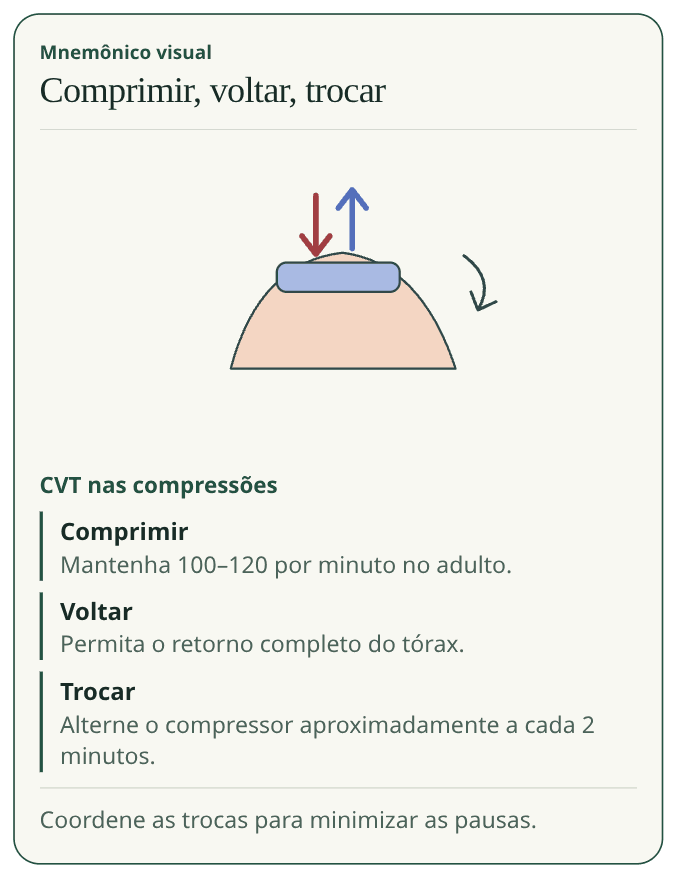 Mnemônico visual
Comprimir, voltar, trocar
CVT nas compressões
Comprimir
Mantenha 100–120 por minuto no adulto.
Voltar
Permita o retorno completo do tórax.
Trocar
Alterne o compressor aproximadamente a cada 2
minutos.
Coordene as trocas para minimizar as pausas.